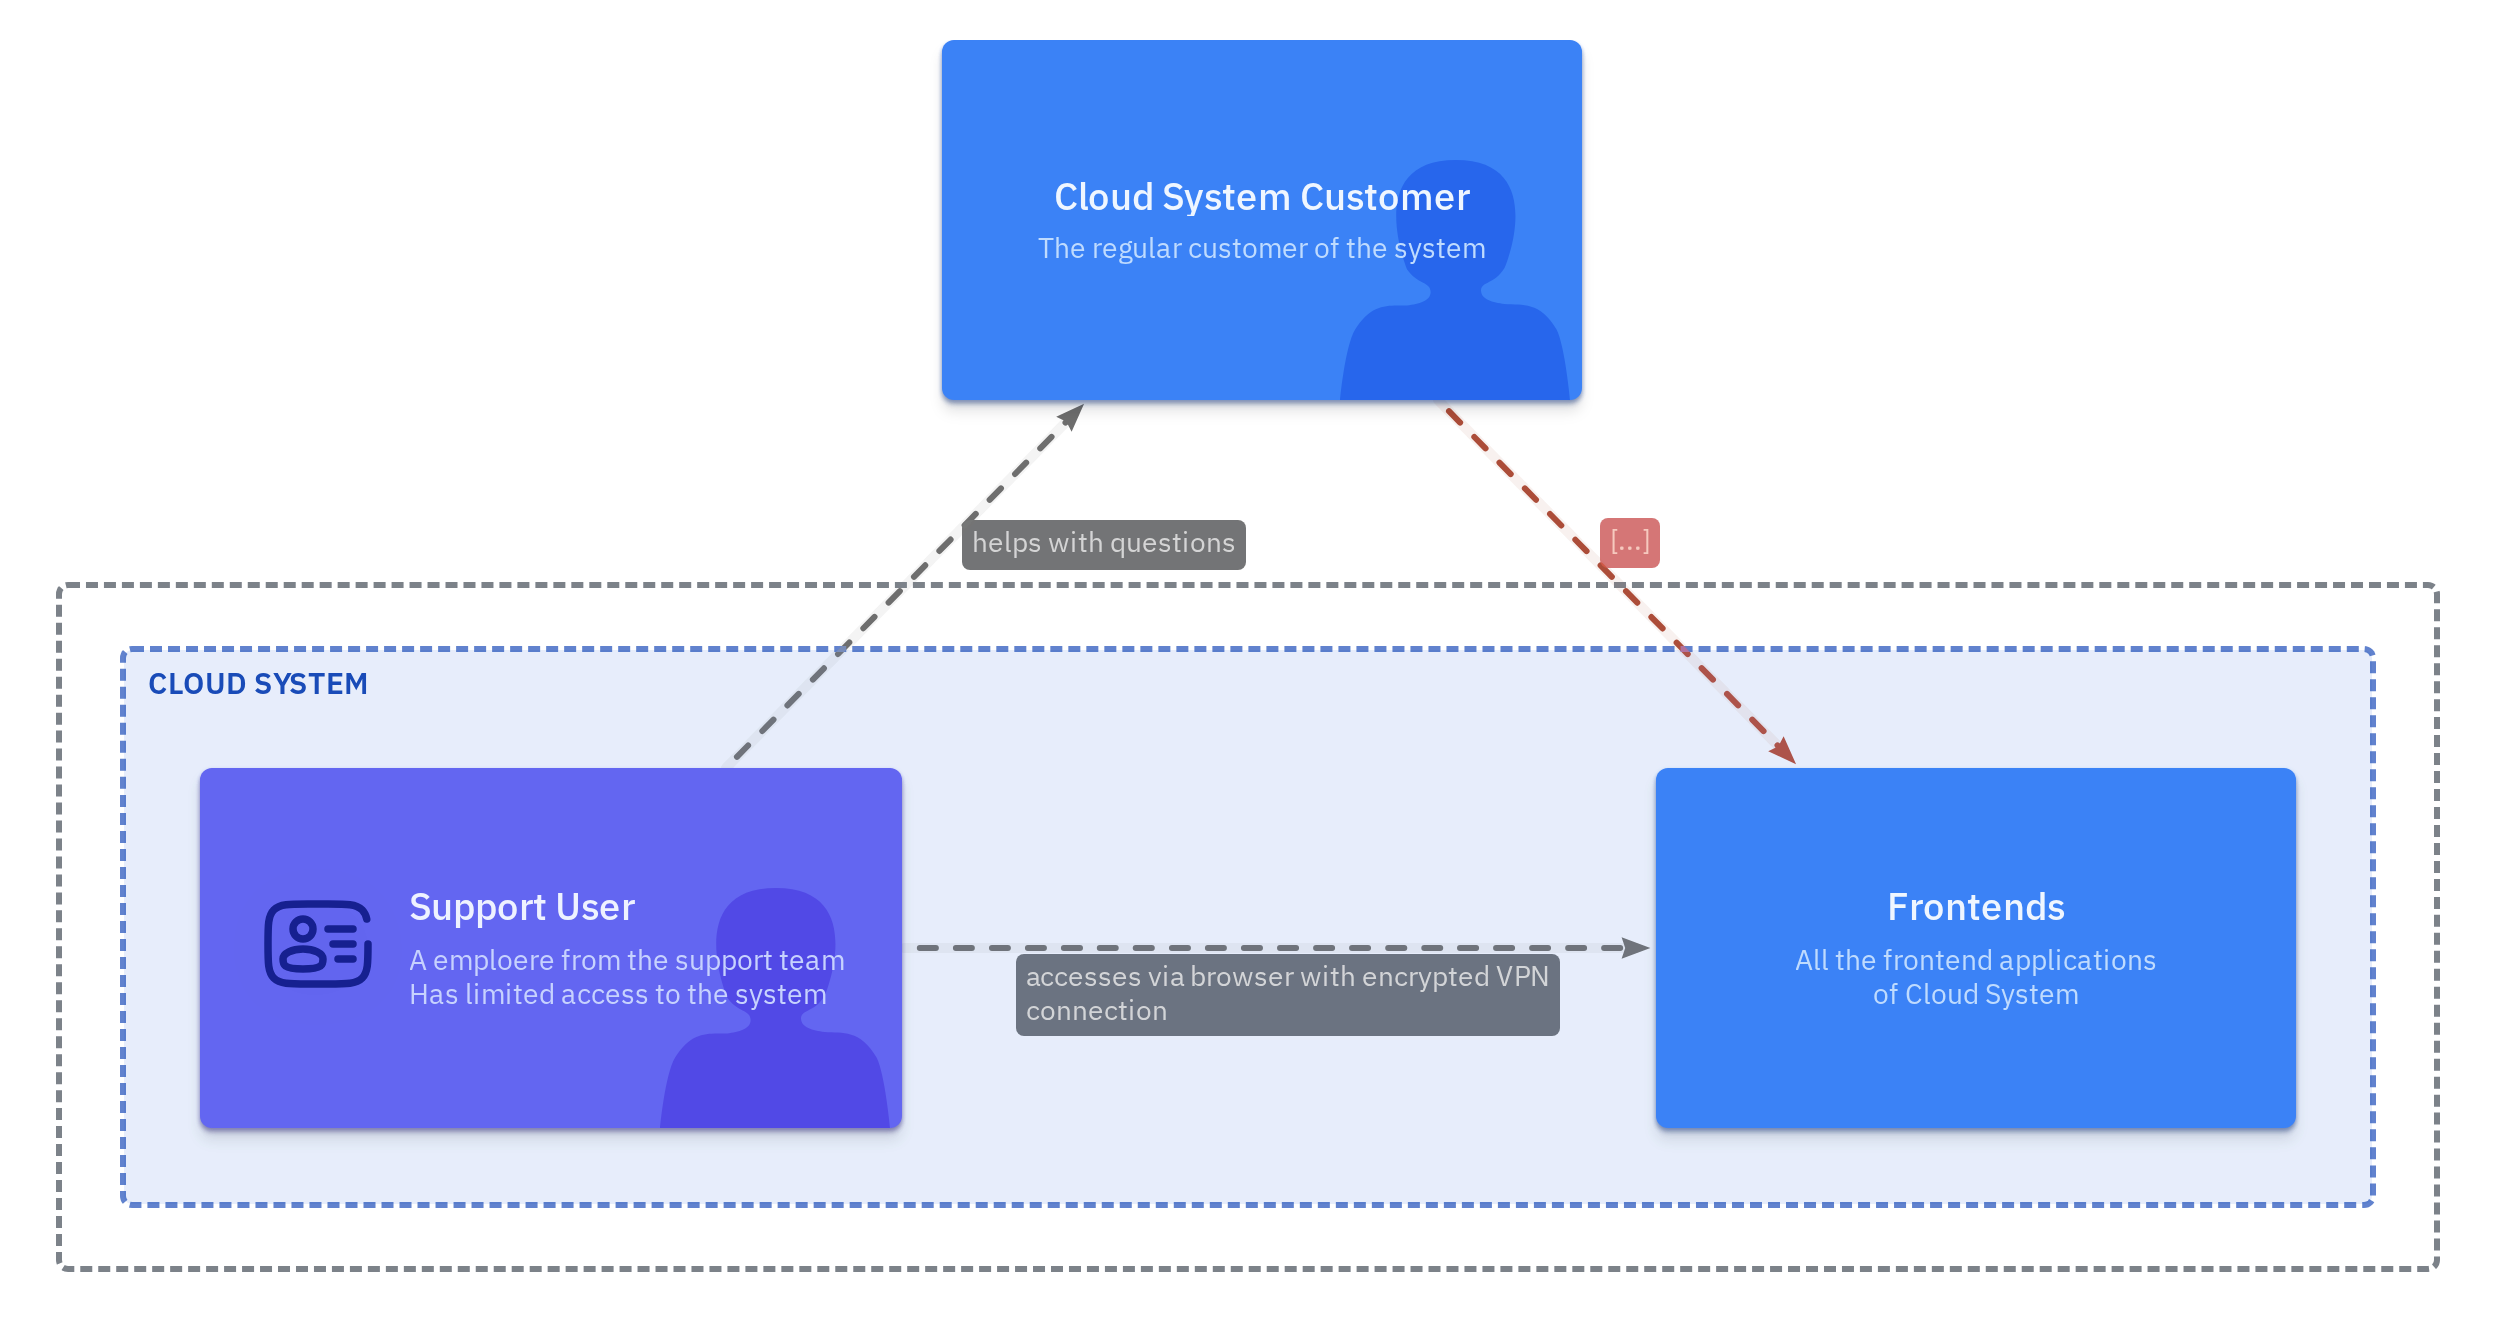 Cloud System Customer
The regular customer of the system
helps with questions
[...]
CLOUD SYSTEM
Support User
A emploere from the support team
Has limited access to the system
accesses via browser with encrypted VPN
connection
Frontends
All the frontend applications
of Cloud System